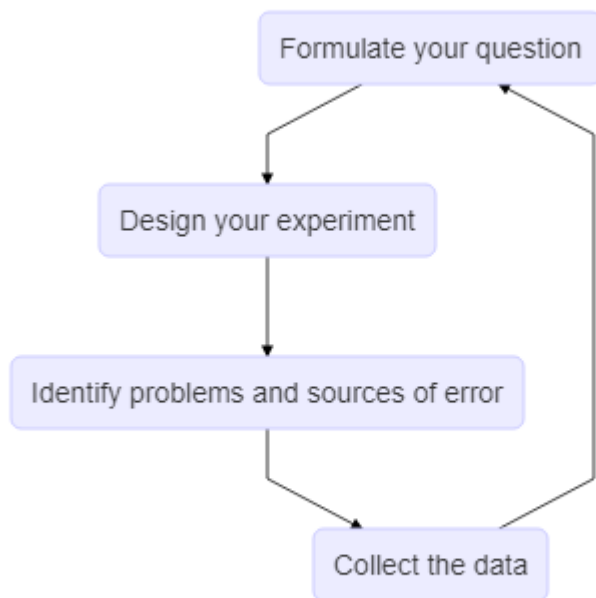 Formulate your question
Design your experiment
Identify problems and sources of error
Collect the data